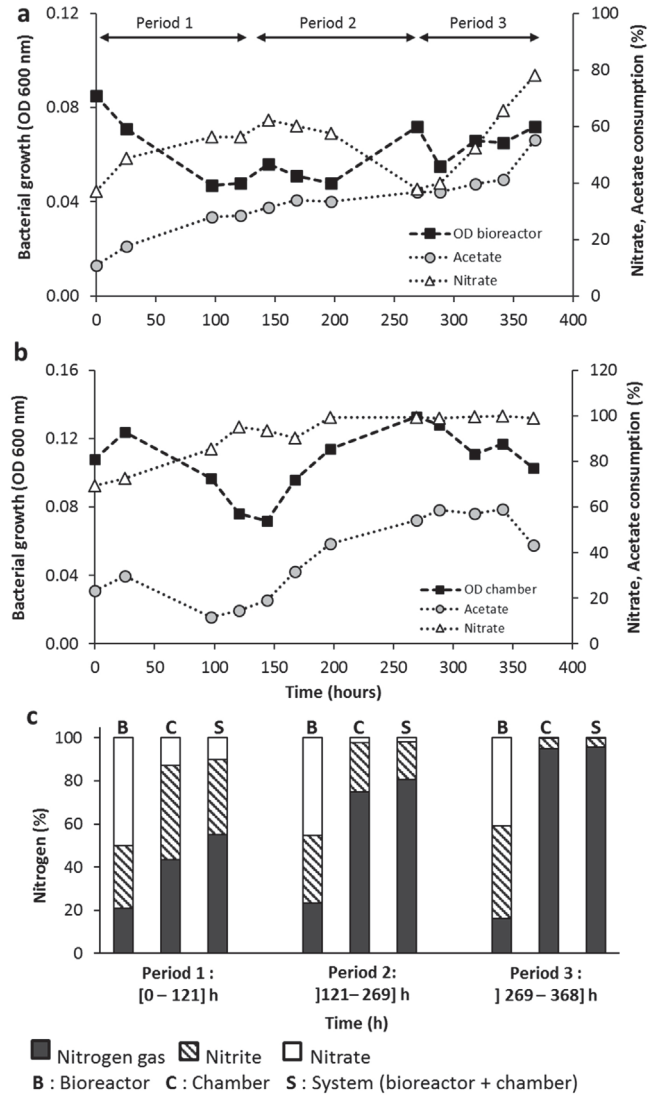 a
Period 1
Period 2
Period 3
Bacterial growth (OD 600 nm)
0.12
0.08
0.04
0.00
Nitrate, Acetate consumption (%)
100
80
60
40
20
0
OD bioreactor
Acetate
Nitrate
0 50 100 150 200 250 300 350 400
b
Bacterial growth (OD 600 nm)
0.16
0.12
0.08
0.04
0.00
Nitrate, Acetate consumption (%)
120
100
80
60
40
20
0
OD chamber
Acetate
Nitrate
0 50 100 150 200 250 300 350 400
Time (hours)
c
B C S B C S B C S
Nitrogen (%)
100
80
60
40
20
0
Period 1 : Period 2: Period 3 :
[0 – 121] h ]121– 269] h ] 269 – 368] h
Time (h)
Nitrogen gas Nitrite Nitrate
B : Bioreactor C : Chamber S : System (bioreactor + chamber)